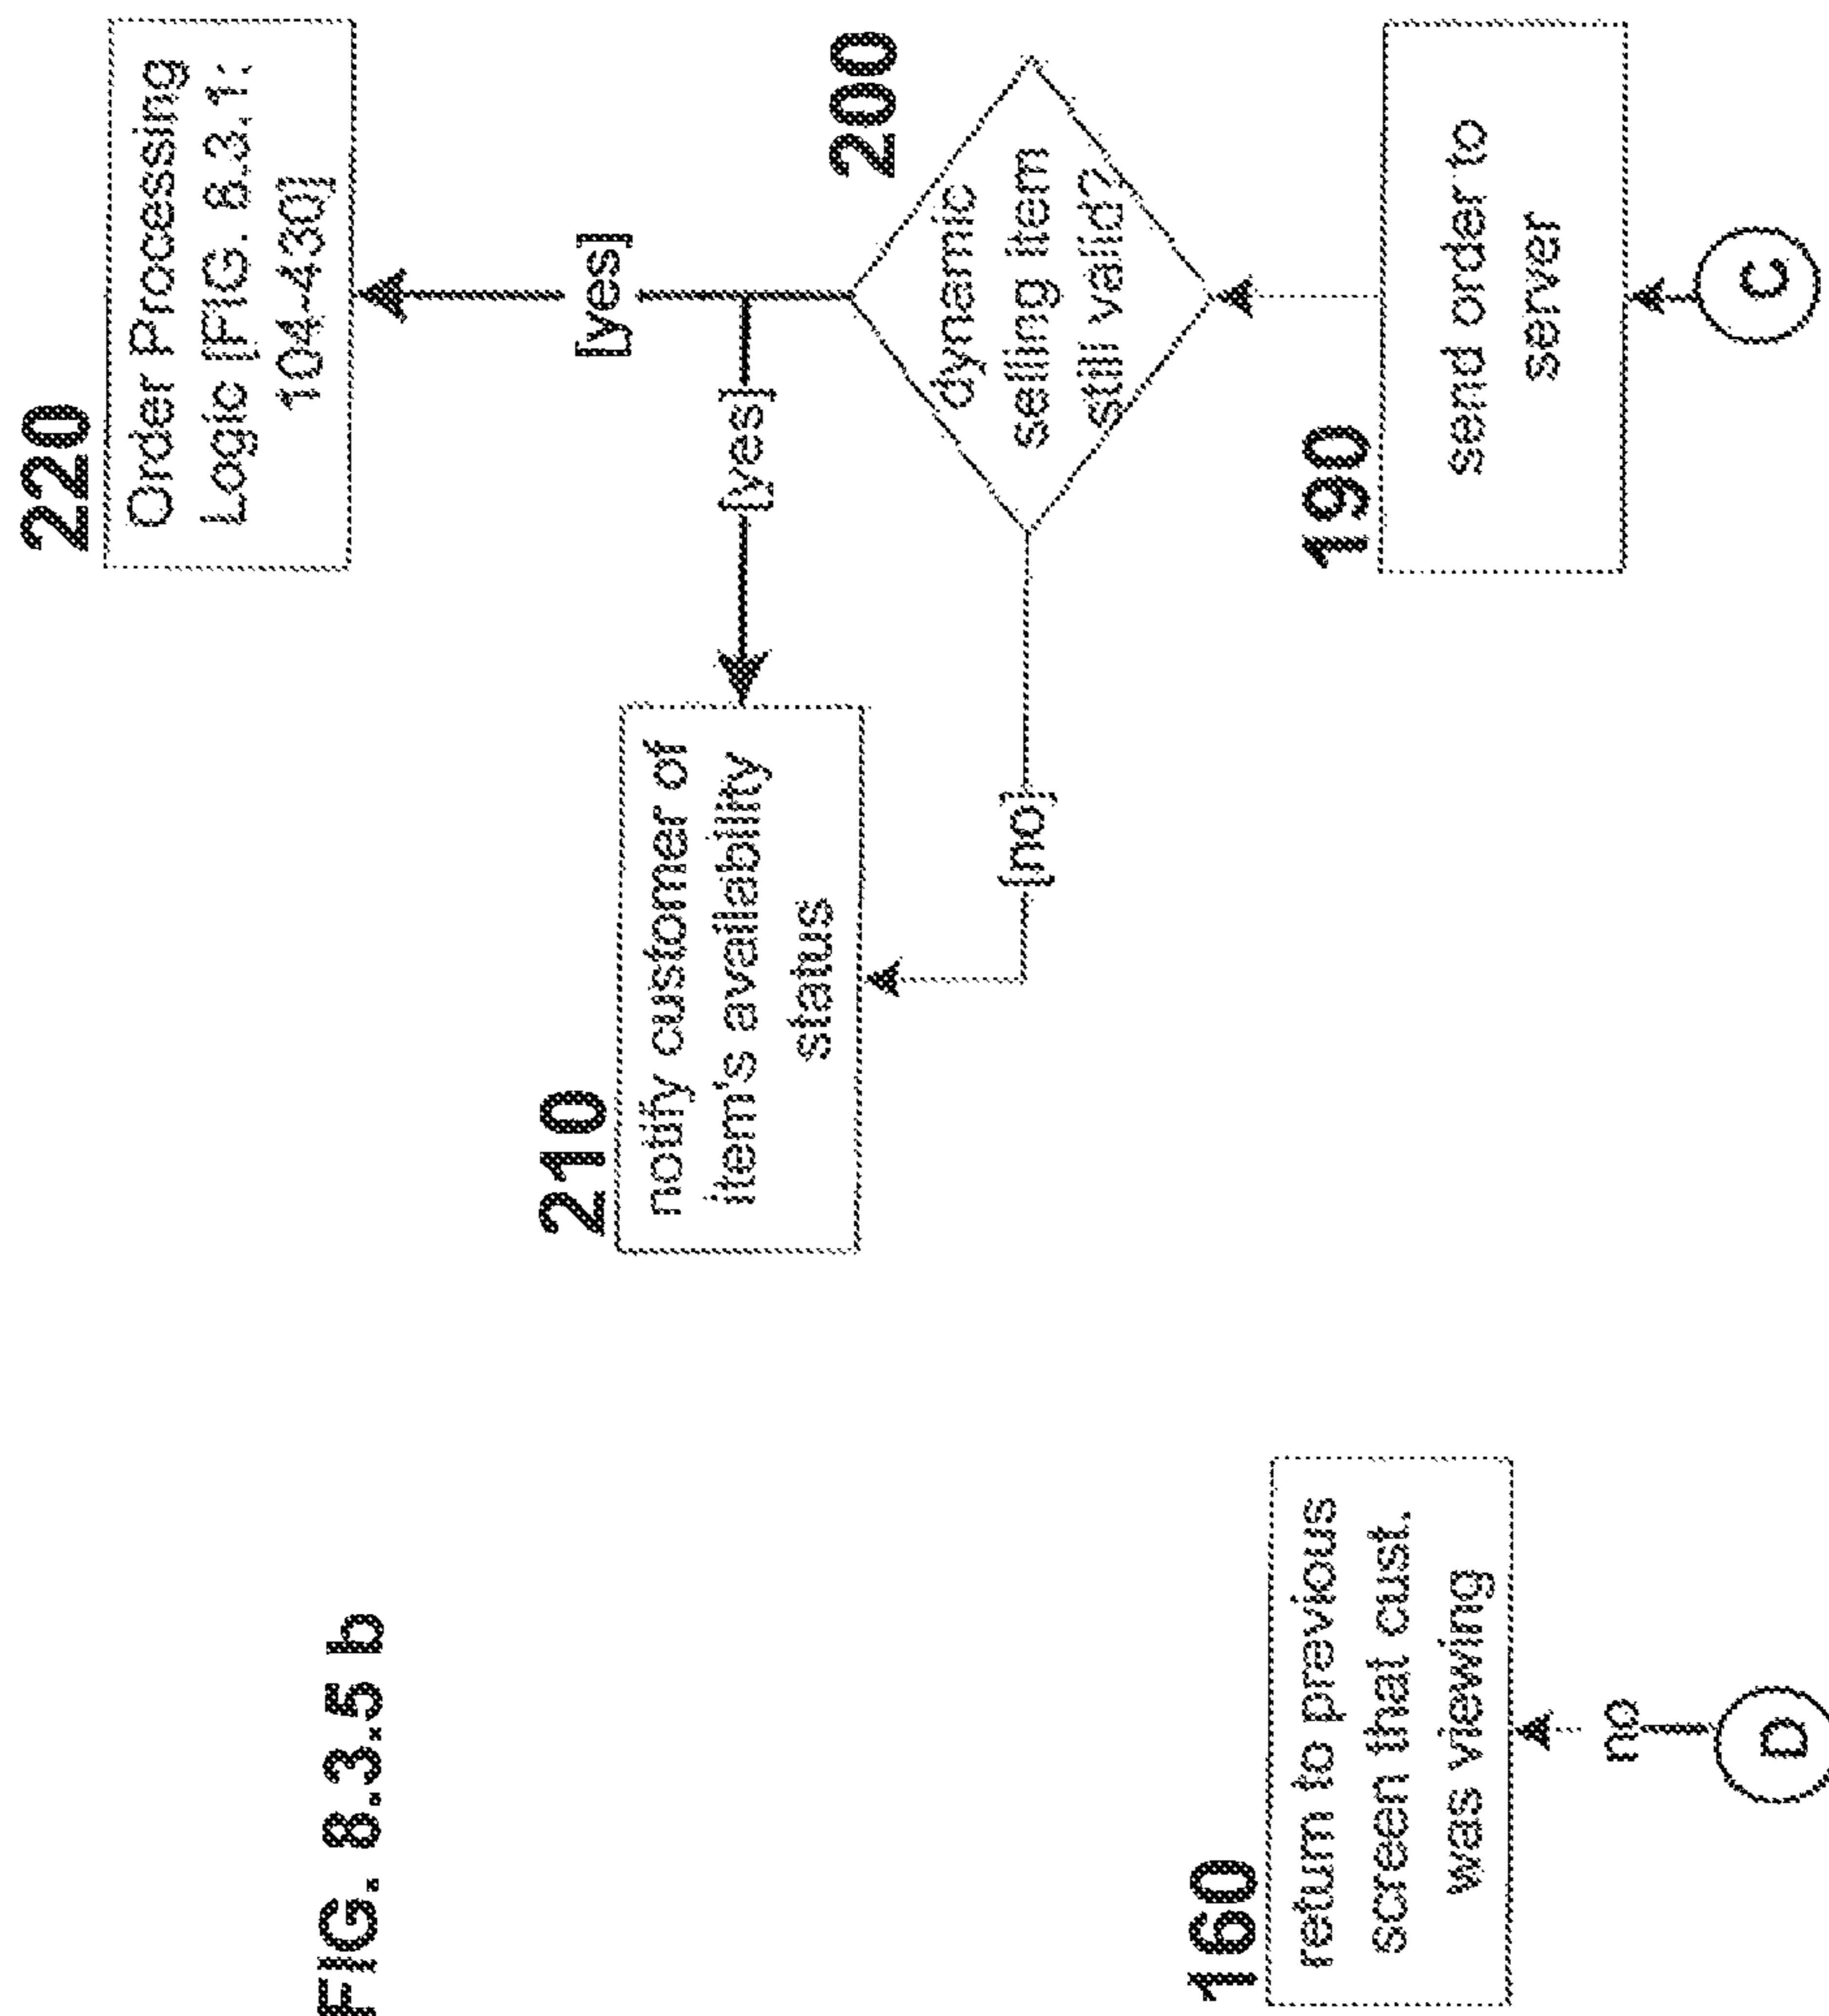 FIG. 8.3.5 b
160
return to previous
screen that cust.
was viewing
no
D
210
notify customer of
item's availability
status
[no]
[yes]
220
Order Processing
Logic [FIG. 8.3.1:
104-430]
[yes]
200
dynamic
selling item
still valid?
190
send order to
server
C